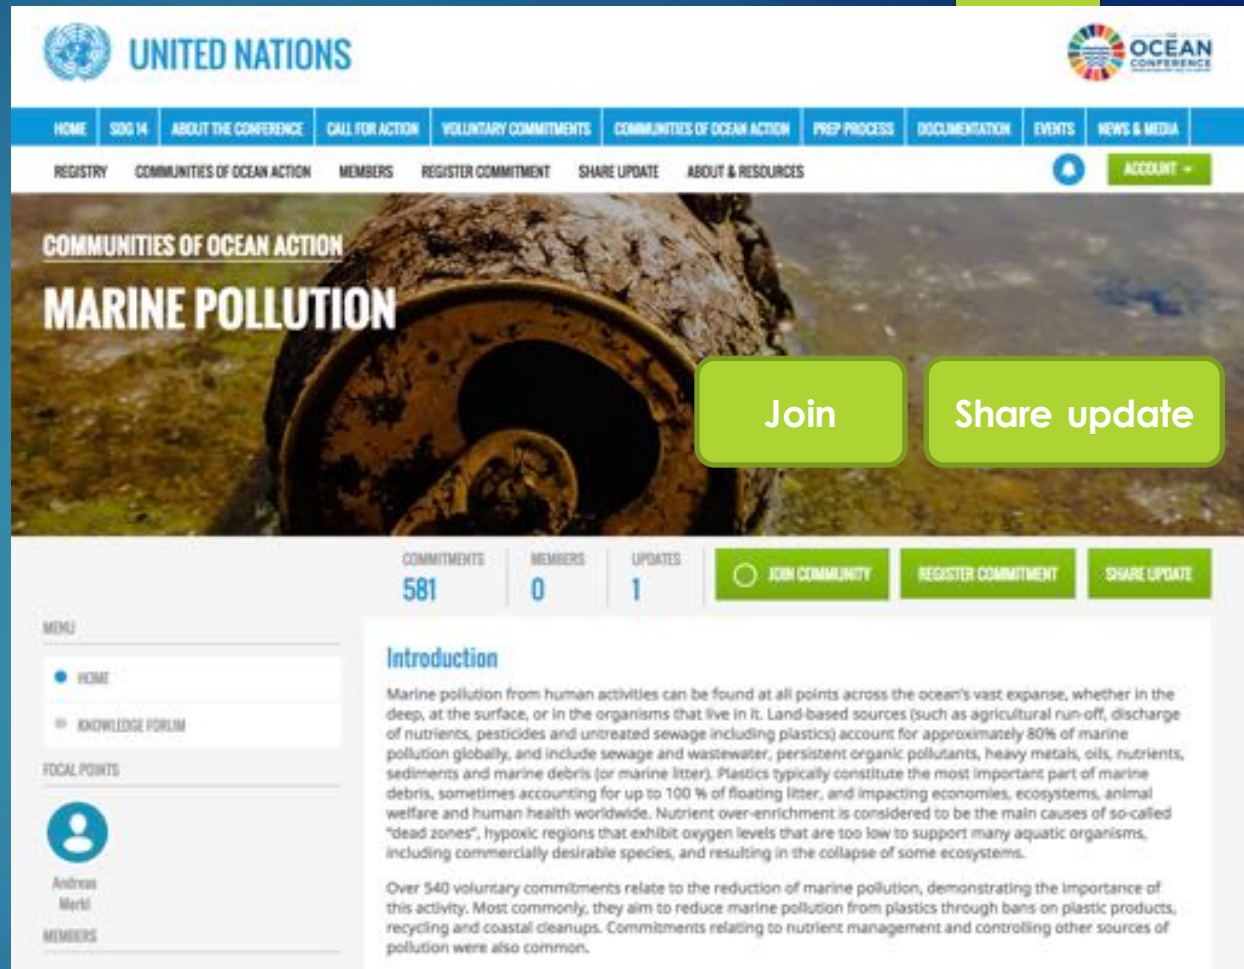 UNITED NATIONS
THE
OCEAN
CONFERENCE
HOME SDG 14 ABOUT THE CONFERENCE CALL FOR ACTION VOLUNTARY COMMITMENTS COMMUNITIES OF OCEAN ACTION PREP PROCESS DOCUMENTATION EVENTS NEWS & MEDIA
REGISTRY COMMUNITIES OF OCEAN ACTION MEMBERS REGISTER COMMITMENT SHARE UPDATE ABOUT & RESOURCES ACCOUNT
COMMUNITIES OF OCEAN ACTION
MARINE POLLUTION
Join Share update
COMMITMENTS MEMBERS UPDATES
581 0 1
JOIN COMMUNITY REGISTER COMMITMENT SHARE UPDATE
MENU
HOME
KNOWLEDGE FORUM
FOCAL POINTS
Andreas
Merkl
MEMBERS
Introduction
Marine pollution from human activities can be found at all points across the ocean's vast expanse, whether in the
deep, at the surface, or in the organisms that live in it. Land-based sources (such as agricultural run-off, discharge
of nutrients, pesticides and untreated sewage including plastics) account for approximately 80% of marine
pollution globally, and include sewage and wastewater, persistent organic pollutants, heavy metals, oils, nutrients,
sediments and marine debris (or marine litter). Plastics typically constitute the most important part of marine
debris, sometimes accounting for up to 100 % of floating litter, and impacting economies, ecosystems, animal
welfare and human health worldwide. Nutrient over-enrichment is considered to be the main causes of so-called
"dead zones", hypoxic regions that exhibit oxygen levels that are too low to support many aquatic organisms,
including commercially desirable species, and resulting in the collapse of some ecosystems.
Over 540 voluntary commitments relate to the reduction of marine pollution, demonstrating the importance of
this activity. Most commonly, they aim to reduce marine pollution from plastics through bans on plastic products,
recycling and coastal cleanups. Commitments relating to nutrient management and controlling other sources of
pollution were also common.